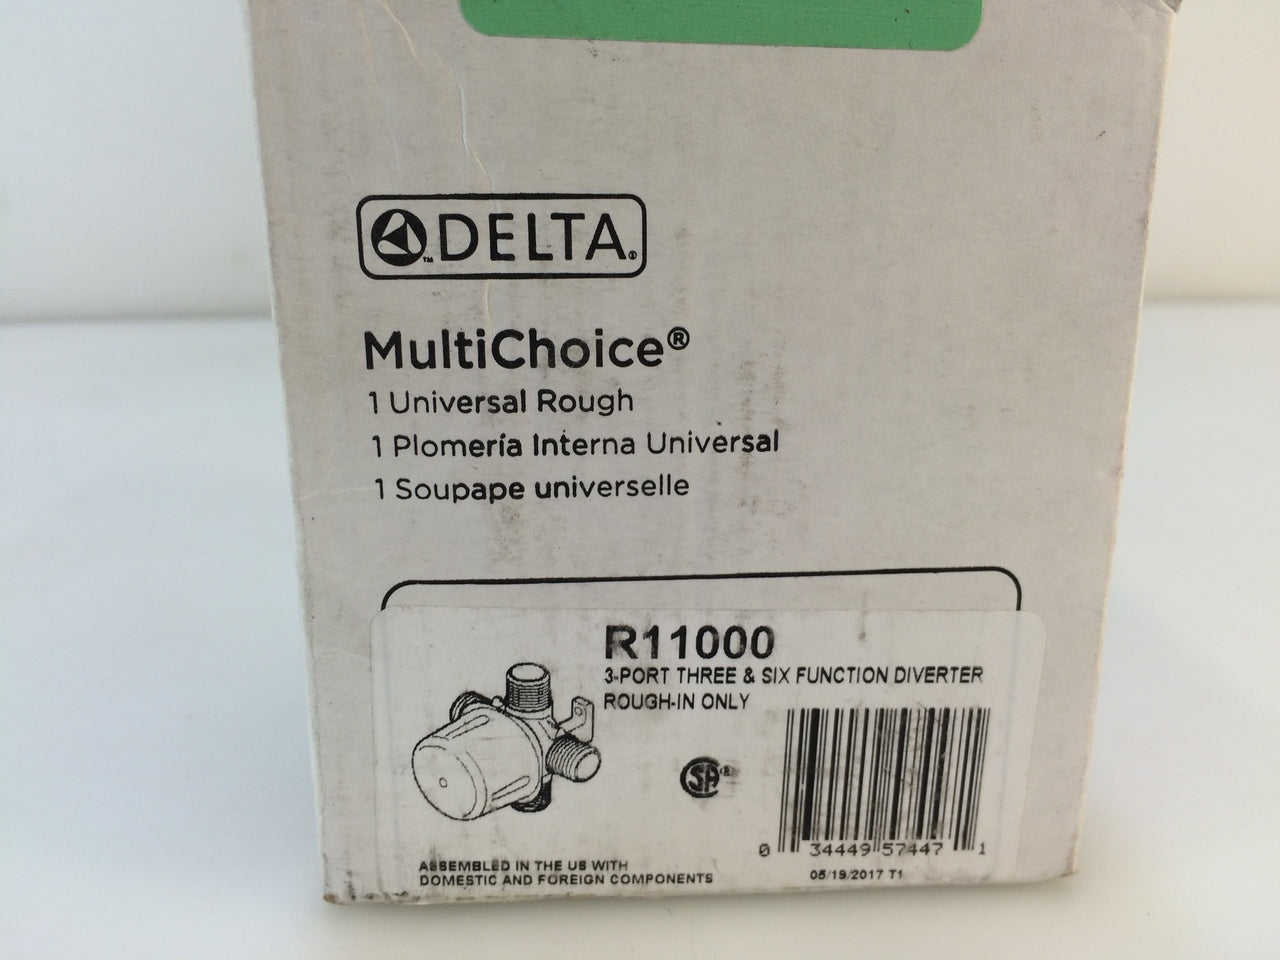 DELTA
MultiChoice®
1 Universal Rough
1 Plomería Interna Universal
1 Soupape universelle
R11000
3-PORT THREE & SIX FUNCTION DIVERTER
ROUGH-IN ONLY
SA®
0 34449 57447 1
ASSEMBLED IN THE US WITH
DOMESTIC AND FOREIGN COMPONENTS
05/19/2017 T1